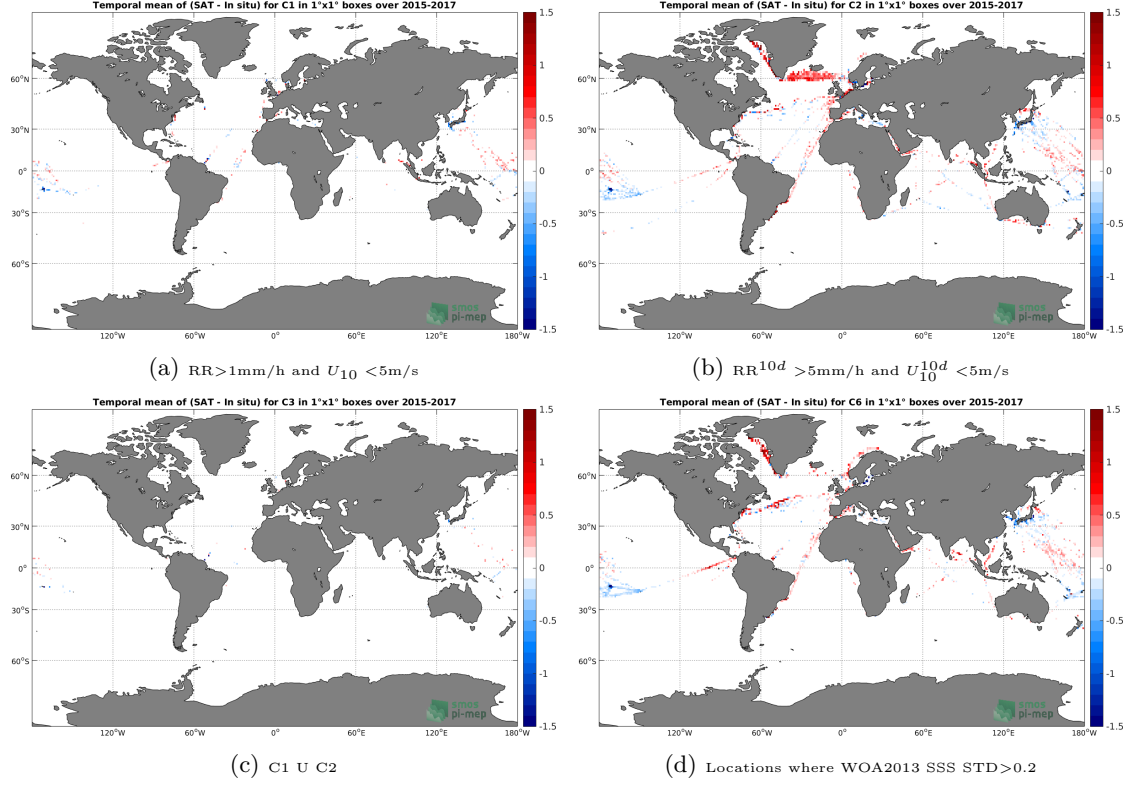 Temporal mean of (SAT - In situ) for C1 in 1°x1° boxes over 2015-2017
60°N
30°N
0°
30°S
60°S
120°W
60°W
0°
60°E
120°E
180°W
1.5
1
0.5
0
-0.5
-1
-1.5
smos
pi-mep
(a) RR>1mm/h and U10 <5m/s
Temporal mean of (SAT - In situ) for C2 in 1°x1° boxes over 2015-2017
60°N
30°N
0°
30°S
60°S
120°W
60°W
0°
60°E
120°E
180°W
1.5
1
0.5
0
-0.5
-1
-1.5
smos
pi-mep
(b) RR^10d >5mm/h and U10^10d <5m/s
Temporal mean of (SAT - In situ) for C3 in 1°x1° boxes over 2015-2017
60°N
30°N
0°
30°S
60°S
120°W
60°W
0°
60°E
120°E
180°W
1.5
1
0.5
0
-0.5
-1
-1.5
smos
pi-mep
(c) C1 U C2
Temporal mean of (SAT - In situ) for C6 in 1°x1° boxes over 2015-2017
60°N
30°N
0°
30°S
60°S
120°W
60°W
0°
60°E
120°E
180°W
1.5
1
0.5
0
-0.5
-1
-1.5
smos
pi-mep
(d) Locations where WOA2013 SSS STD>0.2